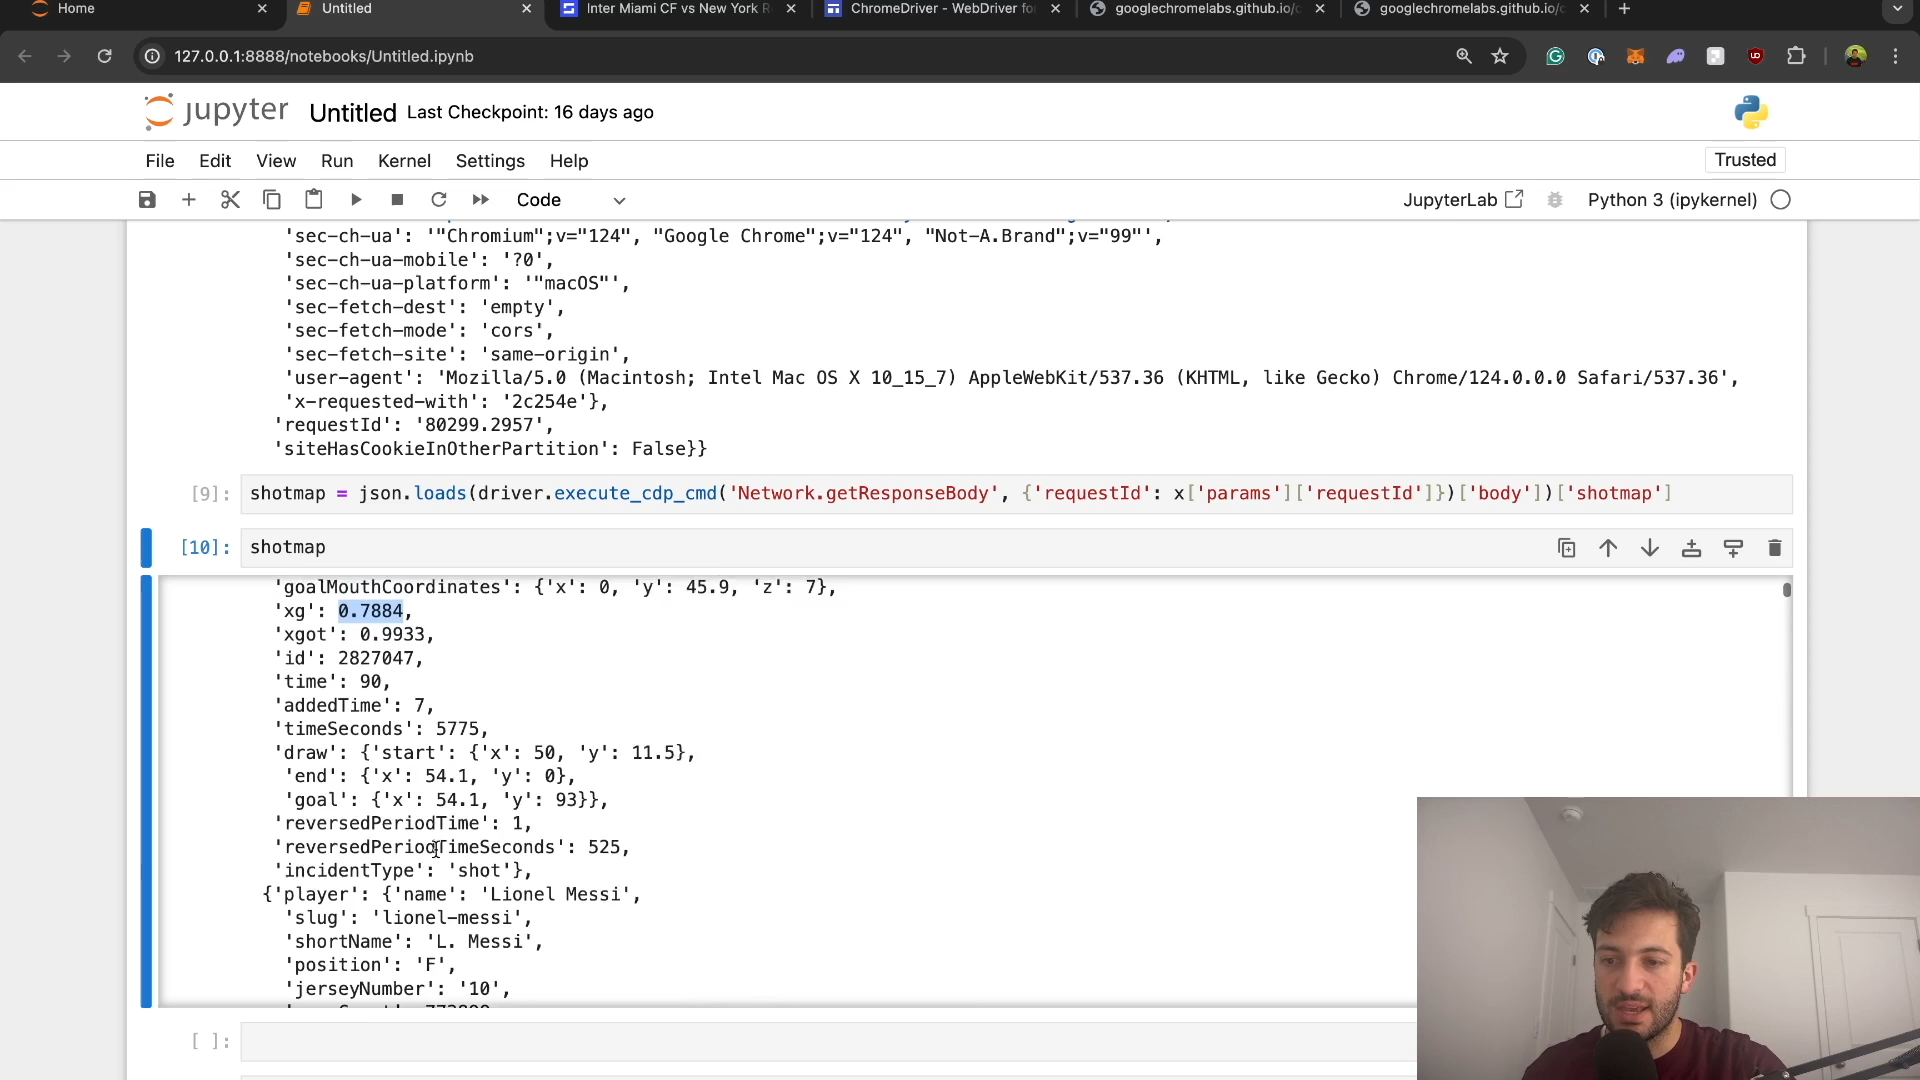 Home
Untitled
Inter Miami CF vs New York R
ChromeDriver - WebDriver for
googlechromelabs.github.io/c
googlechromelabs.github.io/c
127.0.0.1:8888/notebooks/Untitled.ipynb
jupyter Untitled Last Checkpoint: 16 days ago
File Edit View Run Kernel Settings Help
Trusted
Code
JupyterLab
Python 3 (ipykernel)
'sec-ch-ua': '"Chromium";v="124", "Google Chrome";v="124", "Not-A.Brand";v="99"',
'sec-ch-ua-mobile': '?0',
'sec-ch-ua-platform': '"macOS"',
'sec-fetch-dest': 'empty',
'sec-fetch-mode': 'cors',
'sec-fetch-site': 'same-origin',
'user-agent': 'Mozilla/5.0 (Macintosh; Intel Mac OS X 10_15_7) AppleWebKit/537.36 (KHTML, like Gecko) Chrome/124.0.0.0 Safari/537.36',
'x-requested-with': '2c254e'},
'requestId': '80299.2957',
'siteHasCookieInOtherPartition': False}}
[9]: shotmap = json.loads(driver.execute_cdp_cmd('Network.getResponseBody', {'requestId': x['params']['requestId']})['body'])['shotmap']
[10]: shotmap
'goalMouthCoordinates': {'x': 0, 'y': 45.9, 'z': 7},
'xg': 0.7884,
'xgot': 0.9933,
'id': 2827047,
'time': 90,
'addedTime': 7,
'timeSeconds': 5775,
'draw': {'start': {'x': 50, 'y': 11.5},
'end': {'x': 54.1, 'y': 0},
'goal': {'x': 54.1, 'y': 93}},
'reversedPeriodTime': 1,
'reversedPeriodTimeSeconds': 525,
'incidentType': 'shot'},
{'player': {'name': 'Lionel Messi',
'slug': 'lionel-messi',
'shortName': 'L. Messi',
'position': 'F',
'jerseyNumber': '10',
[ ]: